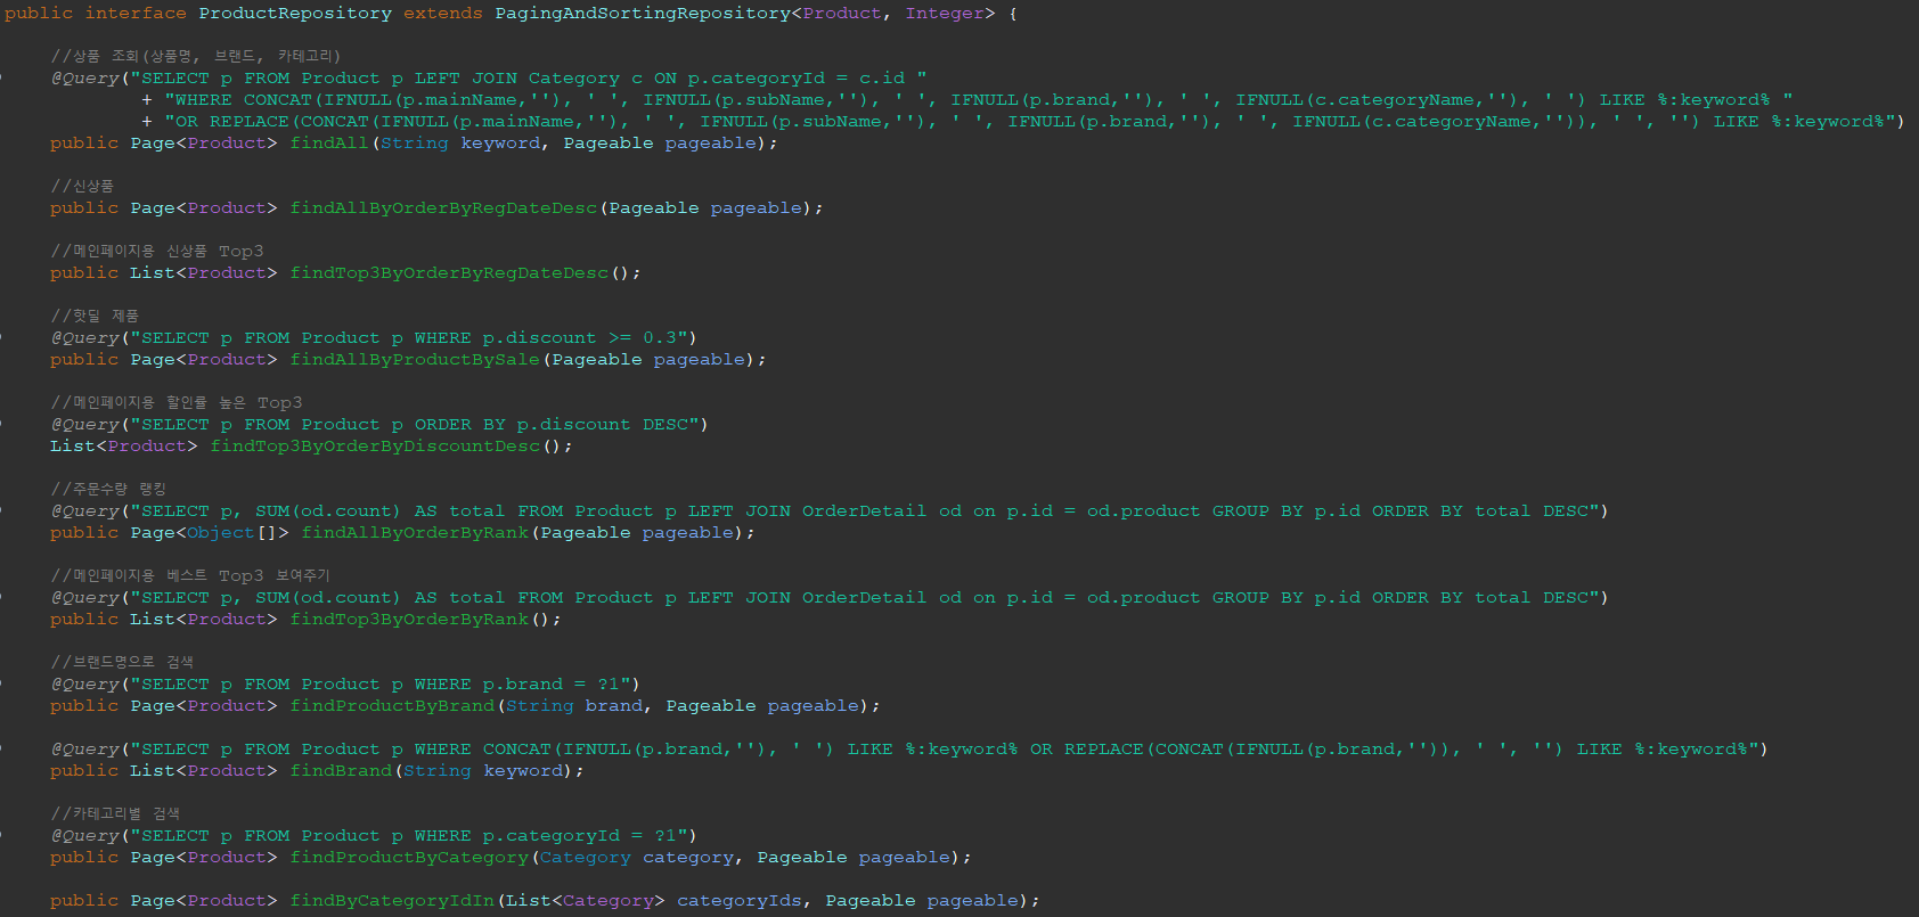 public interface ProductRepository extends PagingAndSortingRepository<Product, Integer> {
//상품 조회(상품명, 브랜드, 카테고리)
@Query("SELECT p FROM Product p LEFT JOIN Category c ON p.categoryId = c.id "
+ "WHERE CONCAT(IFNULL(p.mainName,''), ' ', IFNULL(p.subName,''), ' ', IFNULL(p.brand,''), ' ', IFNULL(c.categoryName,''), ' ') LIKE %:keyword% "
+ "OR REPLACE(CONCAT(IFNULL(p.mainName,''), ' ', IFNULL(p.subName,''), ' ', IFNULL(p.brand,''), ' ', IFNULL(c.categoryName,'')), ' ', '') LIKE %:keyword%")
public Page<Product> findAll(String keyword, Pageable pageable);
//신상품
public Page<Product> findAllByOrderByRegDateDesc(Pageable pageable);
//메인페이지용 신상품 Top3
public List<Product> findTop3ByOrderByRegDateDesc();
//핫딜 제품
@Query("SELECT p FROM Product p WHERE p.discount >= 0.3")
public Page<Product> findAllByProductBySale(Pageable pageable);
//메인페이지용 할인률 높은 Top3
@Query("SELECT p FROM Product p ORDER BY p.discount DESC")
List<Product> findTop3ByOrderByDiscountDesc();
//주문수량 랭킹
@Query("SELECT p, SUM(od.count) AS total FROM Product p LEFT JOIN OrderDetail od on p.id = od.product GROUP BY p.id ORDER BY total DESC")
public Page<Object[]> findAllByOrderByRank(Pageable pageable);
//메인페이지용 베스트 Top3 보여주기
@Query("SELECT p, SUM(od.count) AS total FROM Product p LEFT JOIN OrderDetail od on p.id = od.product GROUP BY p.id ORDER BY total DESC")
public List<Product> findTop3ByOrderByRank();
//브랜드명으로 검색
@Query("SELECT p FROM Product p WHERE p.brand = ?1")
public Page<Product> findProductByBrand(String brand, Pageable pageable);
@Query("SELECT p FROM Product p WHERE CONCAT(IFNULL(p.brand,''), ' ') LIKE %:keyword% OR REPLACE(CONCAT(IFNULL(p.brand,'')), ' ', '') LIKE %:keyword%")
public List<Product> findBrand(String keyword);
//카테고리별 검색
@Query("SELECT p FROM Product p WHERE p.categoryId = ?1")
public Page<Product> findProductByCategory(Category category, Pageable pageable);
public Page<Product> findByCategoryIdIn(List<Category> categoryIds, Pageable pageable);